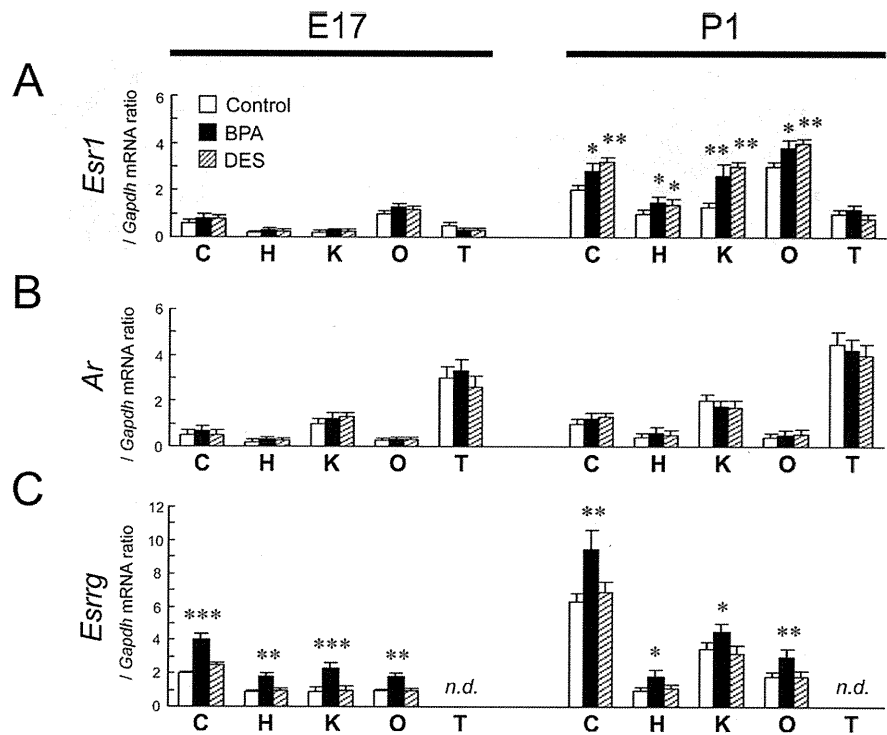 E17 P1
A
Esr1
/ Gapdh mRNA ratio
6
4
2
0
Control
BPA
DES
* ** * * ** ** * **
C H K O T C H K O T
B
Ar
/ Gapdh mRNA ratio
6
4
2
0
C H K O T C H K O T
C
Esrrg
/ Gapdh mRNA ratio
12
10
8
6
4
2
0
*** ** *** ** n.d. ** * * ** n.d.
C H K O T C H K O T